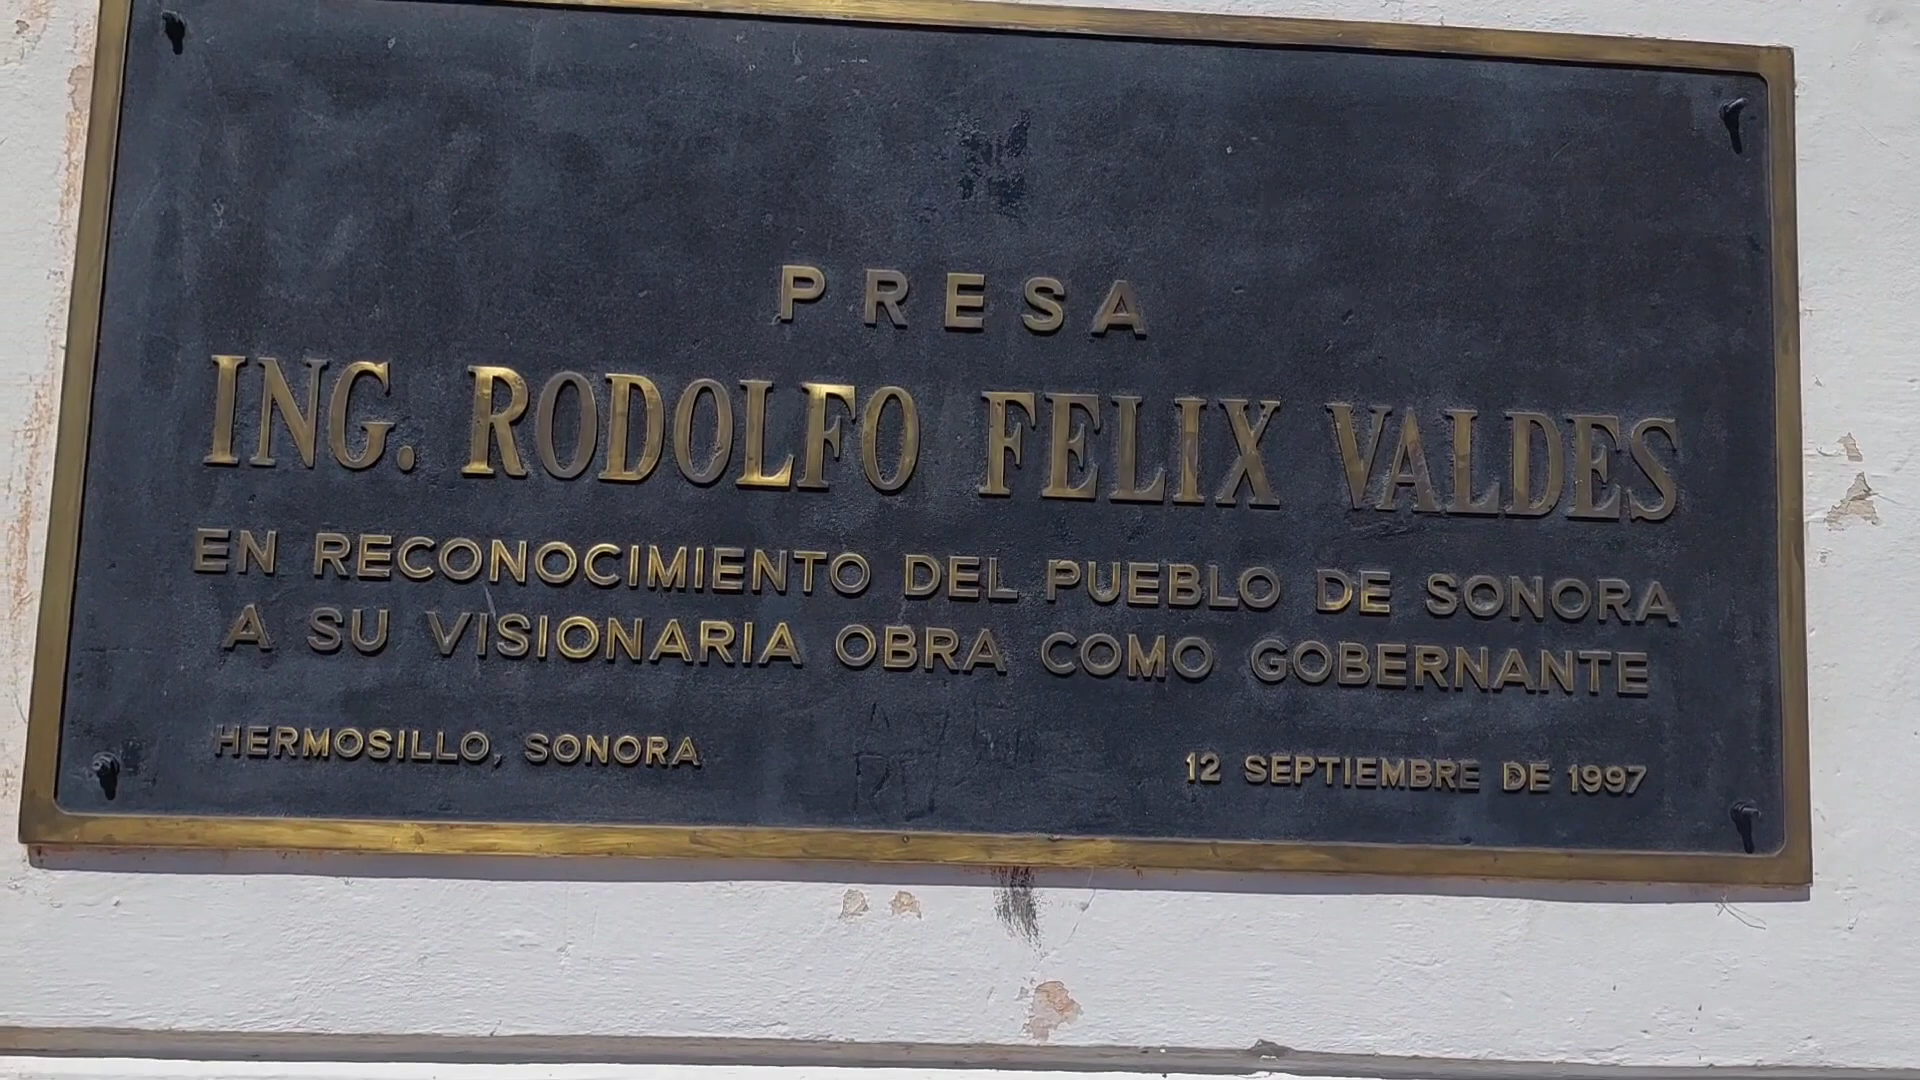 PRESA
ING. RODOLFO FELIX VALDES
EN RECONOCIMIENTO DEL PUEBLO DE SONORA
A SU VISIONARIA OBRA COMO GOBERNANTE
HERMOSILLO, SONORA 12 SEPTIEMBRE DE 1997